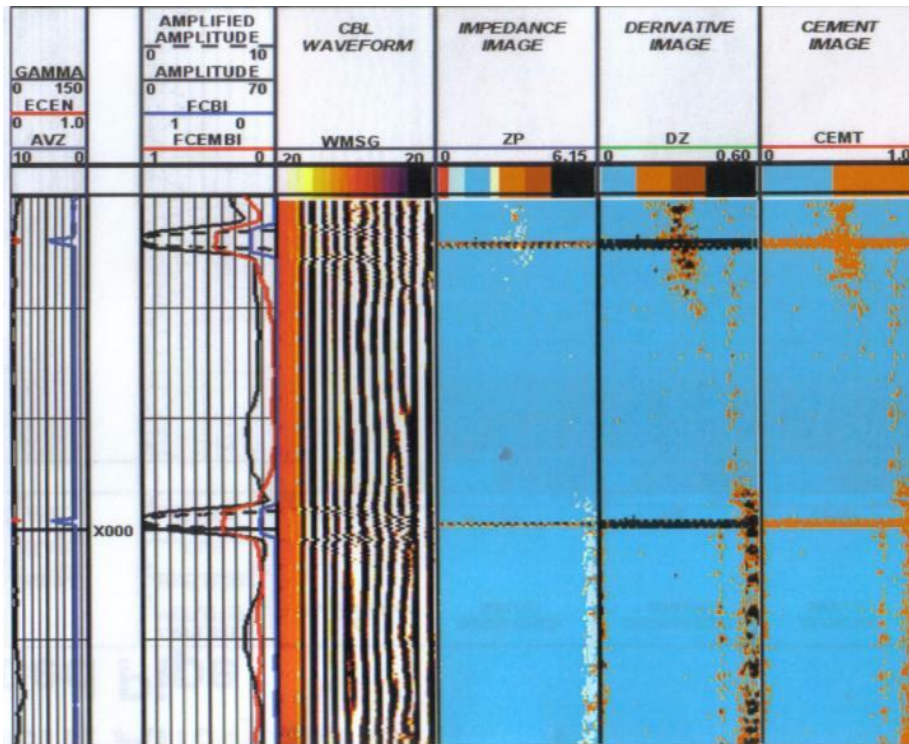 GAMMA
0 150
ECEN
0 1.0
AVZ
10 0
AMPLIFIED
AMPLITUDE
0 10
AMPLITUDE
0 70
FCBI
1 0
FCEMBI
1 0
CBL
WAVEFORM
WMSG
20 20
IMPEDANCE
IMAGE
ZP
0 6.15
DERIVATIVE
IMAGE
DZ
0 0.60
CEMENT
IMAGE
CEMT
0 1.0
X000